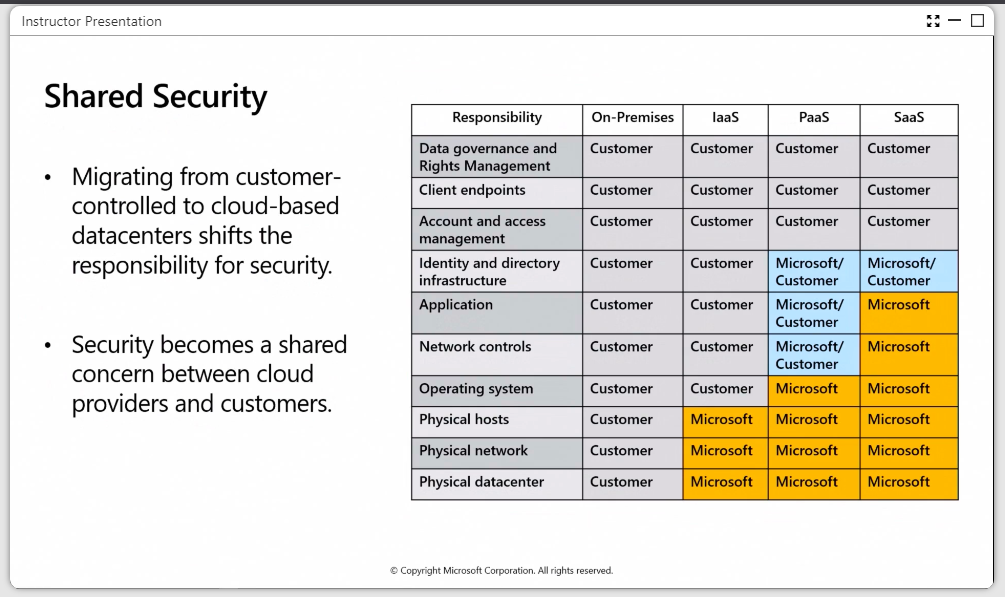 Instructor Presentation
Shared Security
• Migrating from customer-
controlled to cloud-based
datacenters shifts the
responsibility for security.
• Security becomes a shared
concern between cloud
providers and customers.
Responsibility On-Premises IaaS PaaS SaaS
Data governance and
Rights Management Customer Customer Customer Customer
Client endpoints Customer Customer Customer Customer
Account and access
management Customer Customer Customer Customer
Identity and directory
infrastructure Customer Customer Microsoft/
Customer Microsoft/
Customer
Application Customer Customer Microsoft/
Customer Microsoft
Network controls Customer Customer Microsoft/
Customer Microsoft
Operating system Customer Customer Microsoft Microsoft
Physical hosts Customer Microsoft Microsoft Microsoft
Physical network Customer Microsoft Microsoft Microsoft
Physical datacenter Customer Microsoft Microsoft Microsoft
© Copyright Microsoft Corporation. All rights reserved.